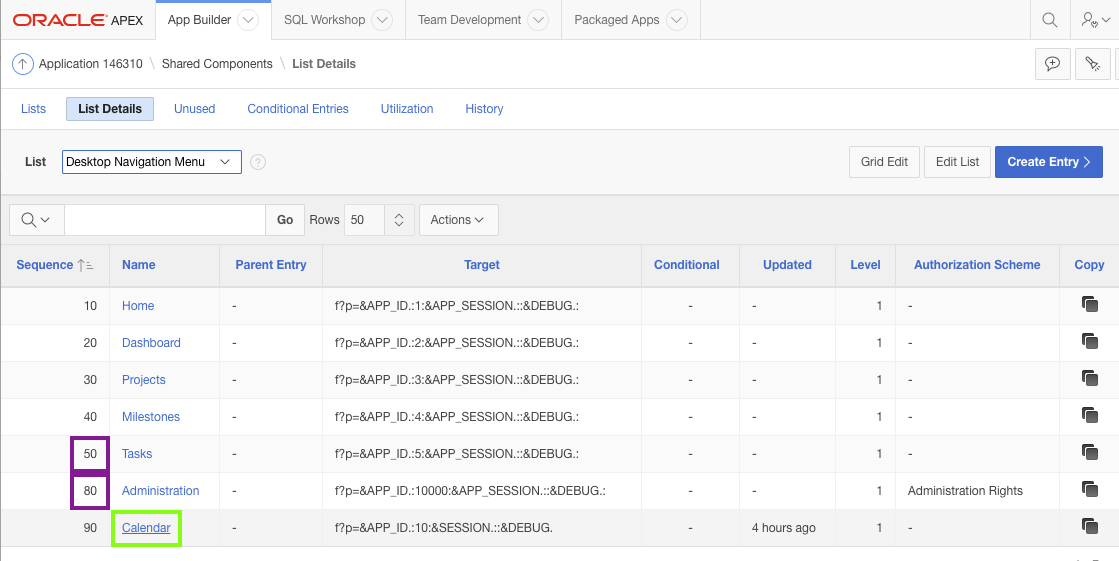 ORACLE® APEX App Builder SQL Workshop Team Development Packaged Apps
Application 146310 \ Shared Components \ List Details
Lists List Details Unused Conditional Entries Utilization History
List Desktop Navigation Menu ? Grid Edit Edit List Create Entry >
Go Rows 50 Actions
Sequence Name Parent Entry Target Conditional Updated Level Authorization Scheme Copy
10 Home - f?p=&APP_ID.:1:&APP_SESSION.::&DEBUG.: - - 1 -
20 Dashboard - f?p=&APP_ID.:2:&APP_SESSION.::&DEBUG.: - - 1 -
30 Projects - f?p=&APP_ID.:3:&APP_SESSION.::&DEBUG.: - - 1 -
40 Milestones - f?p=&APP_ID.:4:&APP_SESSION.::&DEBUG.: - - 1 -
50 Tasks - f?p=&APP_ID.:5:&APP_SESSION.::&DEBUG.: - - 1 -
80 Administration - f?p=&APP_ID.:10000:&APP_SESSION.::&DEBUG.: - - 1 Administration Rights
90 Calendar - f?p=&APP_ID.:10:&SESSION.::&DEBUG. - 4 hours ago 1 -